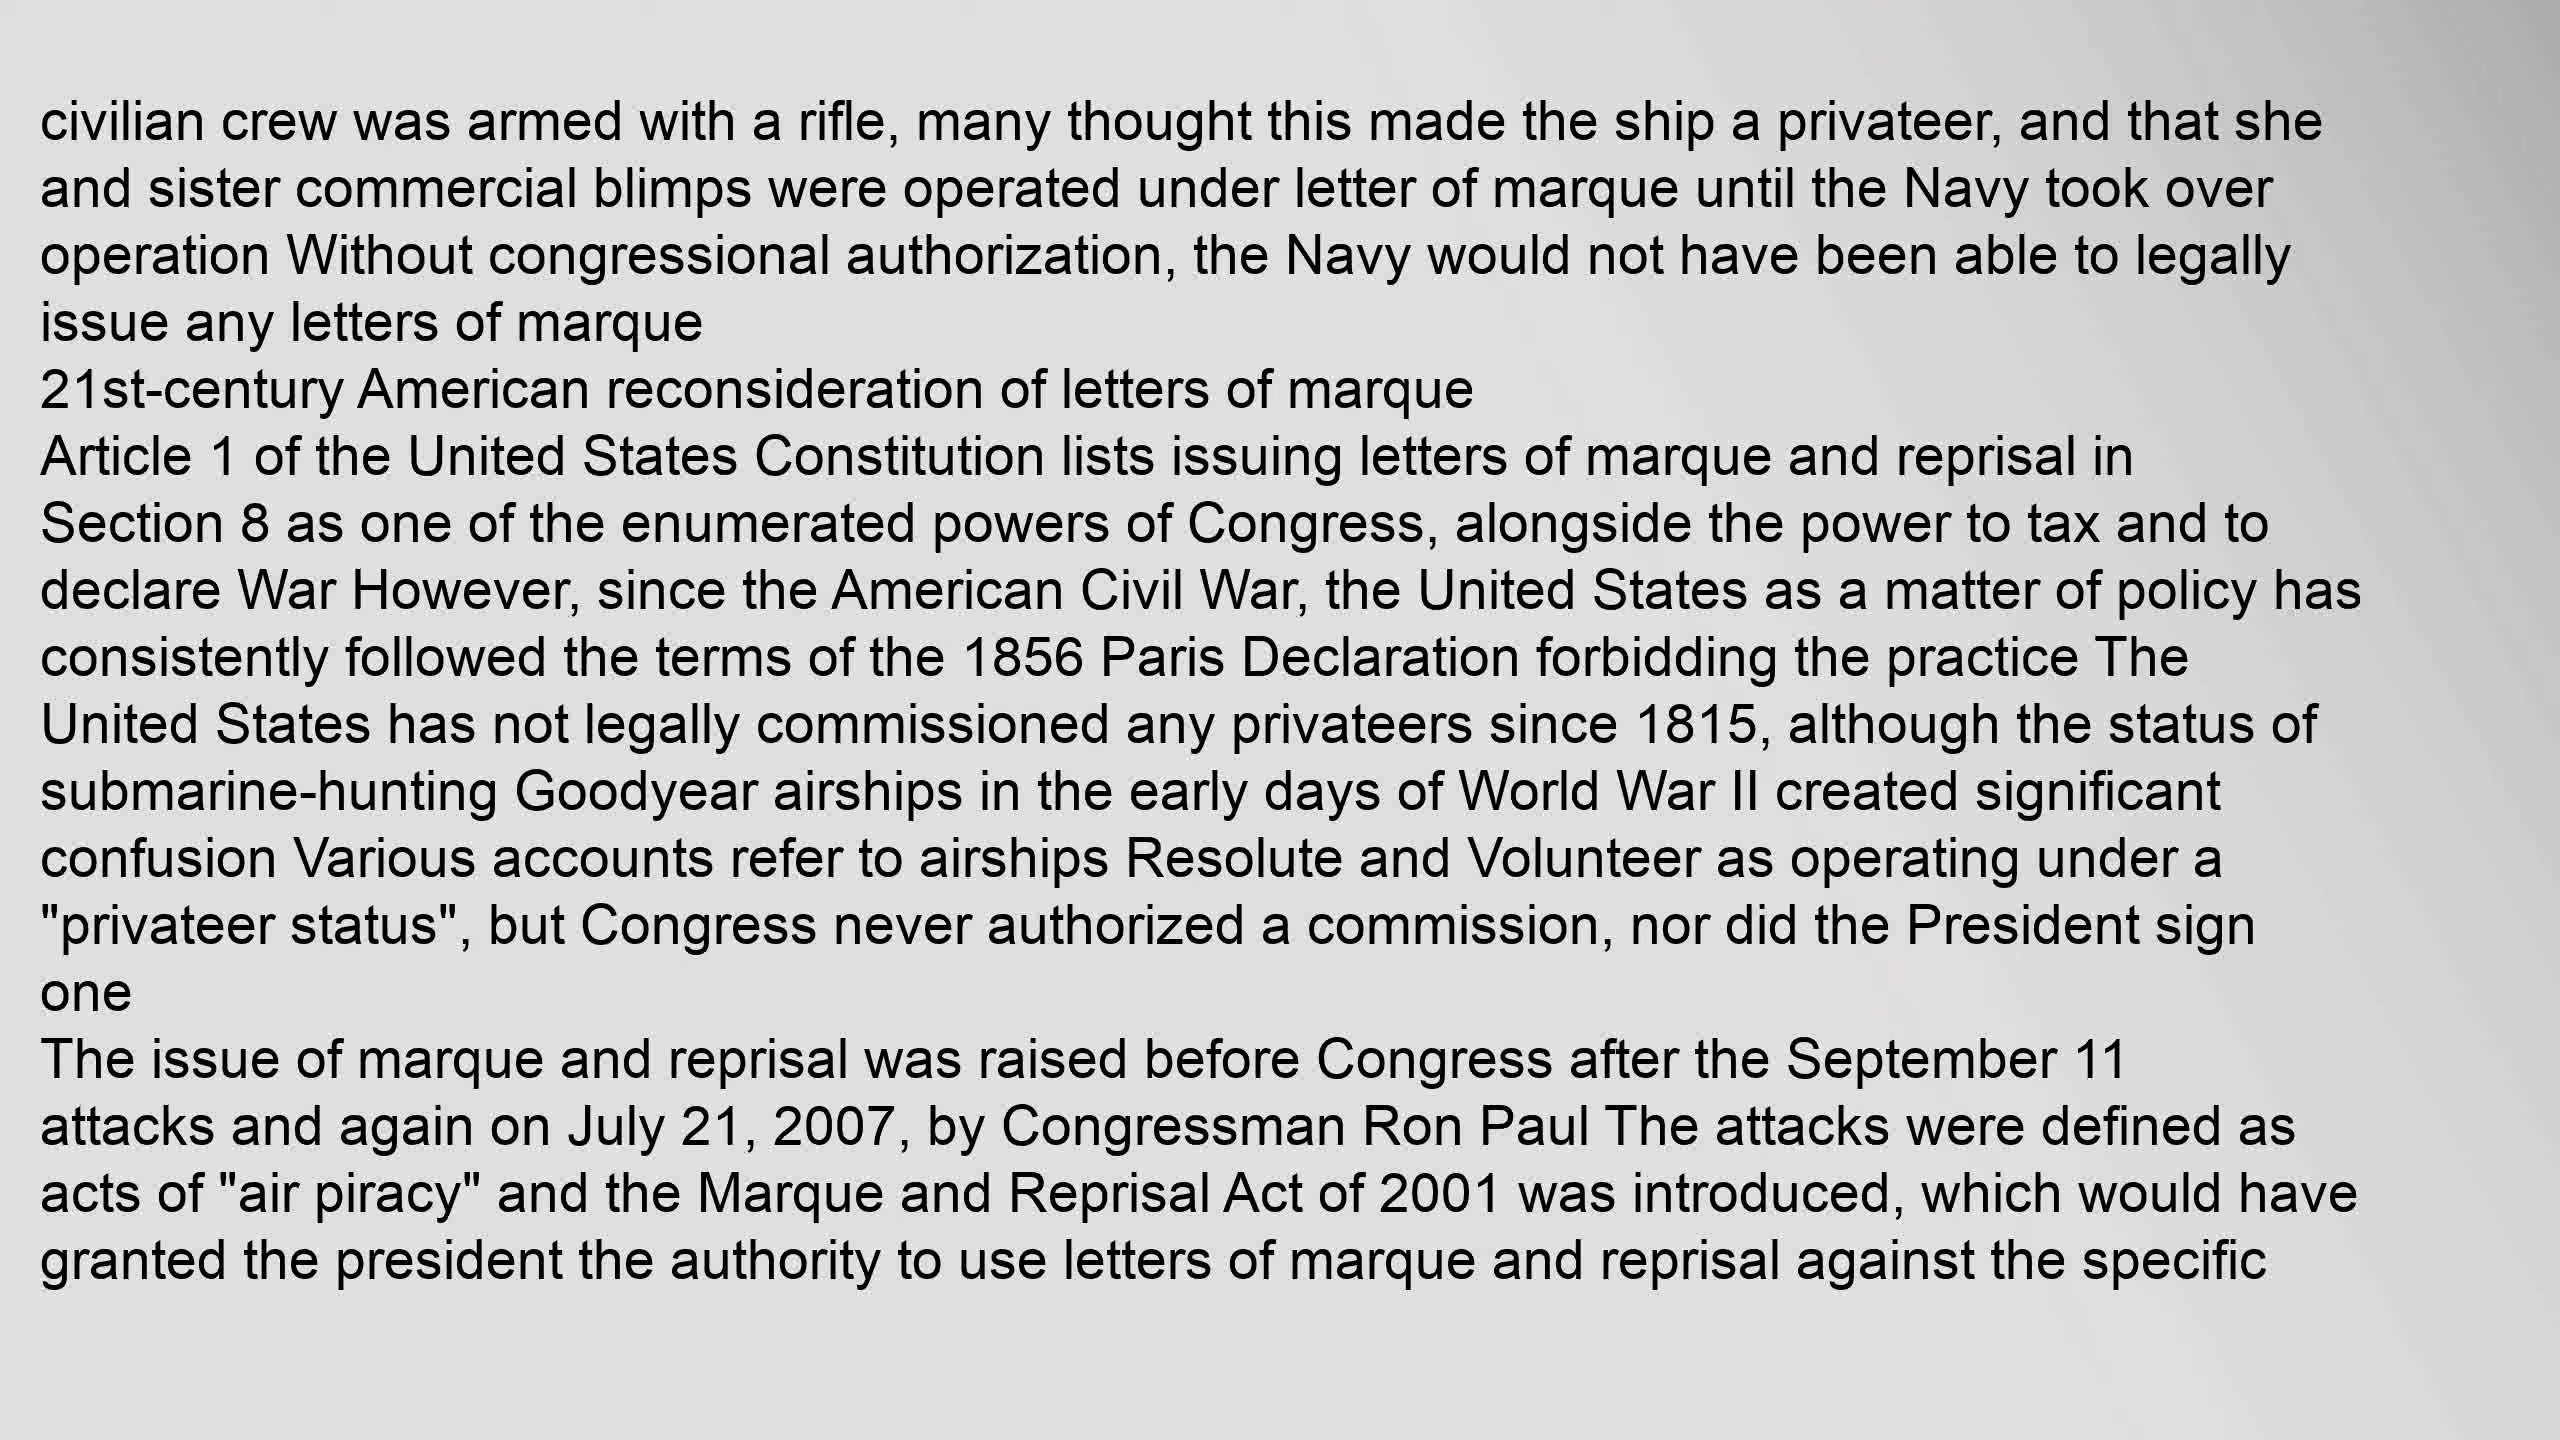 civilian crew was armed with a rifle, many thought this made the ship a privateer, and that she
and sister commercial blimps were operated under letter of marque until the Navy took over
operation Without congressional authorization, the Navy would not have been able to legally
issue any letters of marque
21st-century American reconsideration of letters of marque
Article 1 of the United States Constitution lists issuing letters of marque and reprisal in
Section 8 as one of the enumerated powers of Congress, alongside the power to tax and to
declare War However, since the American Civil War, the United States as a matter of policy has
consistently followed the terms of the 1856 Paris Declaration forbidding the practice The
United States has not legally commissioned any privateers since 1815, although the status of
submarine-hunting Goodyear airships in the early days of World War II created significant
confusion Various accounts refer to airships Resolute and Volunteer as operating under a
"privateer status", but Congress never authorized a commission, nor did the President sign
one
The issue of marque and reprisal was raised before Congress after the September 11
attacks and again on July 21, 2007, by Congressman Ron Paul The attacks were defined as
acts of "air piracy" and the Marque and Reprisal Act of 2001 was introduced, which would have
granted the president the authority to use letters of marque and reprisal against the specific